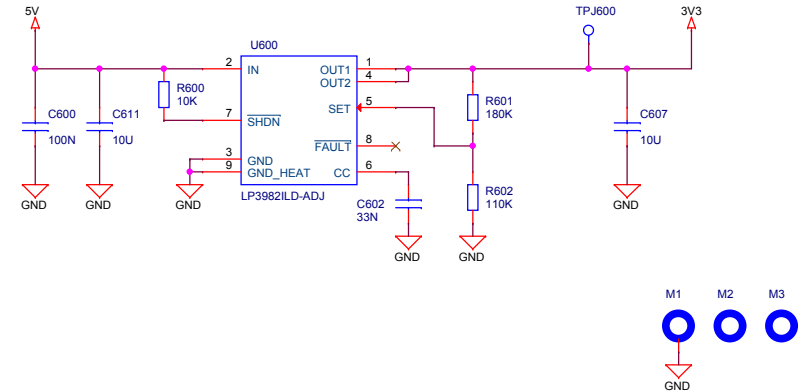 5V
TPJ600
3V3
U600
2
IN
OUT1
1
OUT2
4
R600
10K
SET
5
R601
180K
C600
100N
C611
10U
7
SHDN
C607
10U
FAULT
8
3
GND
9
GND_HEAT
CC
6
LP3982ILD-ADJ
C602
33N
R602
110K
GND
GND
GND
GND
GND
GND
M1
M2
M3
GND